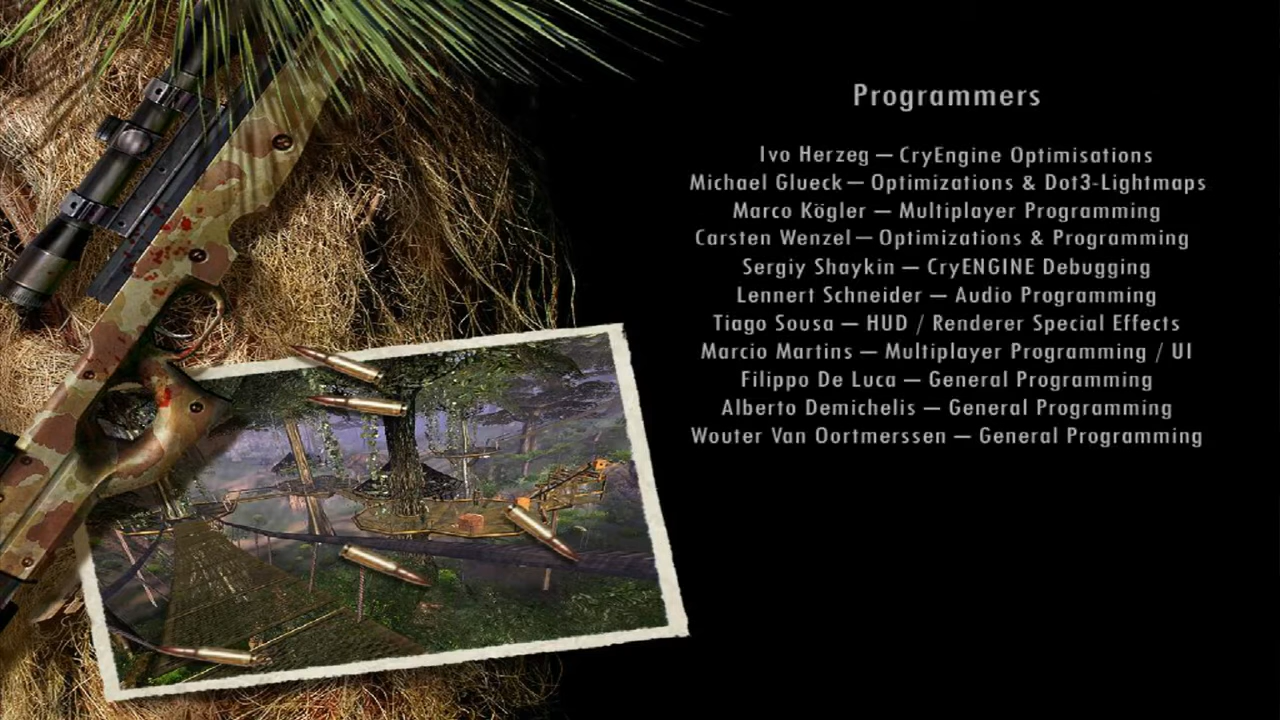 Programmers
Ivo Herzeg — CryEngine Optimisations
Michael Glueck — Optimizations & Dot3-Lightmaps
Marco Kögler — Multiplayer Programming
Carsten Wenzel — Optimizations & Programming
Sergiy Shaykin — CryENGINE Debugging
Lennert Schneider — Audio Programming
Tiago Sousa — HUD / Renderer Special Effects
Marcio Martins — Multiplayer Programming / UI
Filippo De Luca — General Programming
Alberto Demichelis — General Programming
Wouter Van Oortmerssen — General Programming